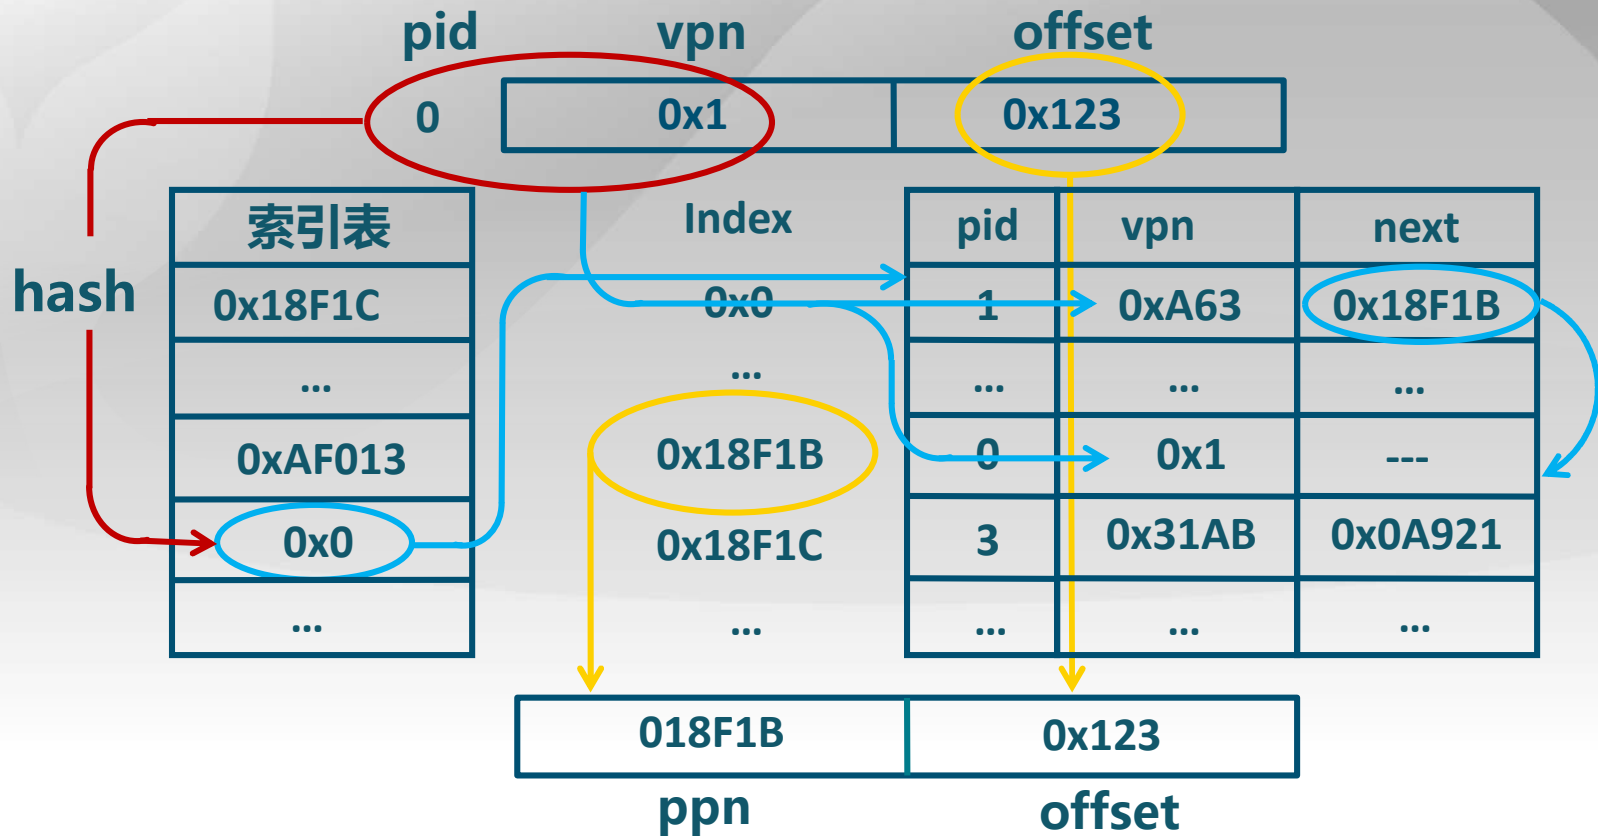 pid vpn offset
0 0x1 0x123
索引表 Index pid vpn next
hash 0x18F1C 0x0 1 0xA63 0x18F1B
... ... ... ... ...
0xAF013 0x18F1B 0 0x1 ---
0x0 0x18F1C 3 0x31AB 0x0A921
... ... ... ... ...
018F1B 0x123
ppn offset